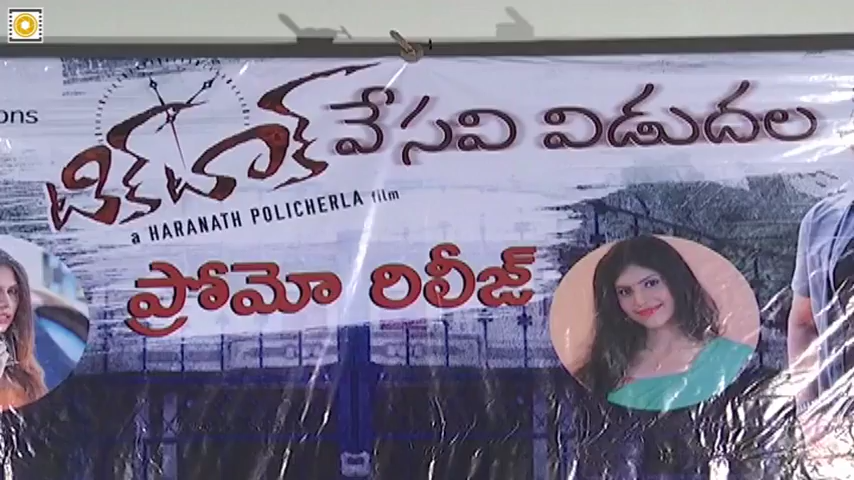 ons
టిక్ టాక్ వేసవి విడుదల
a HARANATH POLICHERLA film
ప్రోమో రిలీజ్